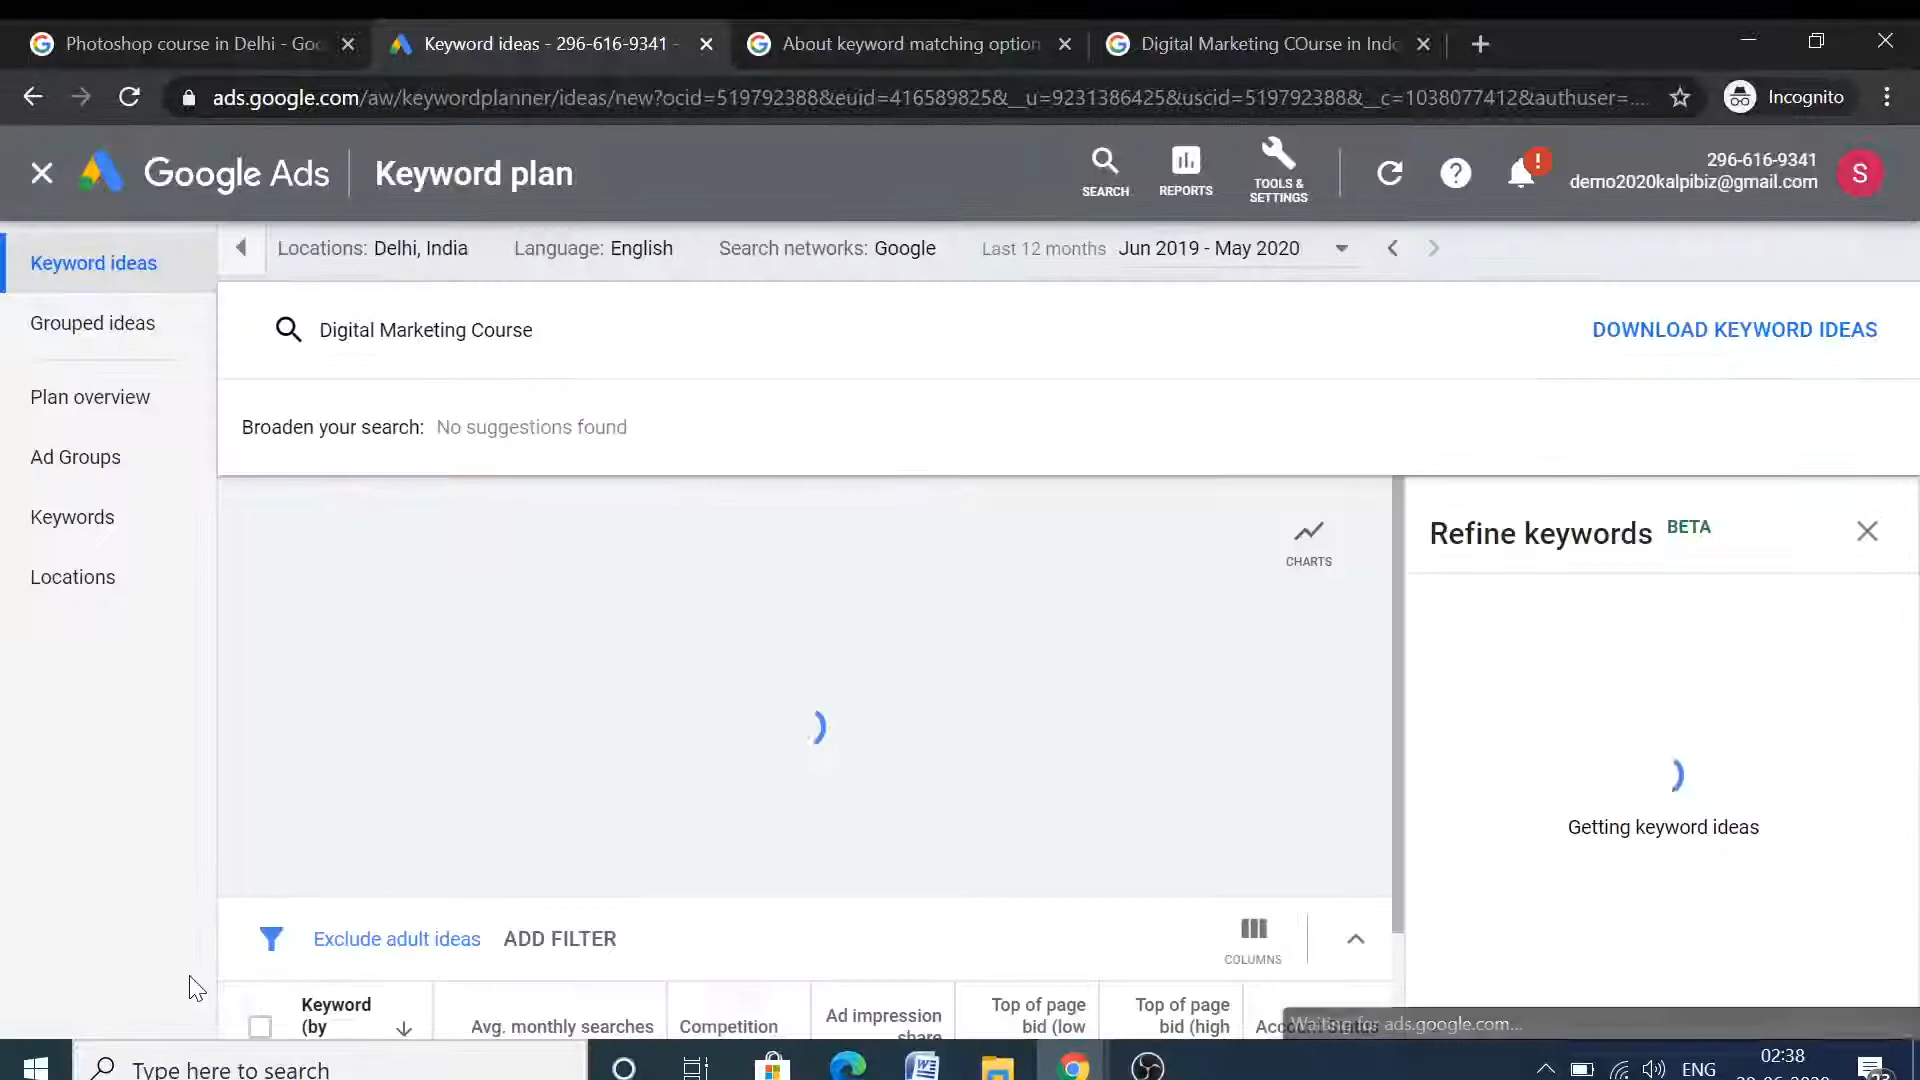 Photoshop course in Delhi - Goo
Keyword ideas - 296-616-9341 -
About keyword matching option
Digital Marketing COurse in Indo
ads.google.com/aw/keywordplanner/ideas/new?ocid=519792388&euid=416589825&__u=9231386425&uscid=519792388&__c=1038077412&authuser=....
Incognito
Google Ads
Keyword plan
SEARCH
REPORTS
TOOLS &
SETTINGS
296-616-9341
demo2020kalpibiz@gmail.com
S
Keyword ideas
Grouped ideas
Plan overview
Ad Groups
Keywords
Locations
Locations: Delhi, India
Language: English
Search networks: Google
Last 12 months Jun 2019 - May 2020
Digital Marketing Course
DOWNLOAD KEYWORD IDEAS
Broaden your search: No suggestions found
CHARTS
Refine keywords BETA
Getting keyword ideas
Exclude adult ideas
ADD FILTER
COLUMNS
Keyword
(by
Avg. monthly searches
Competition
Ad impression
share
Top of page
bid (low
Top of page
bid (high
Waiting for ads.google.com...
Type here to search
ENG
02:38